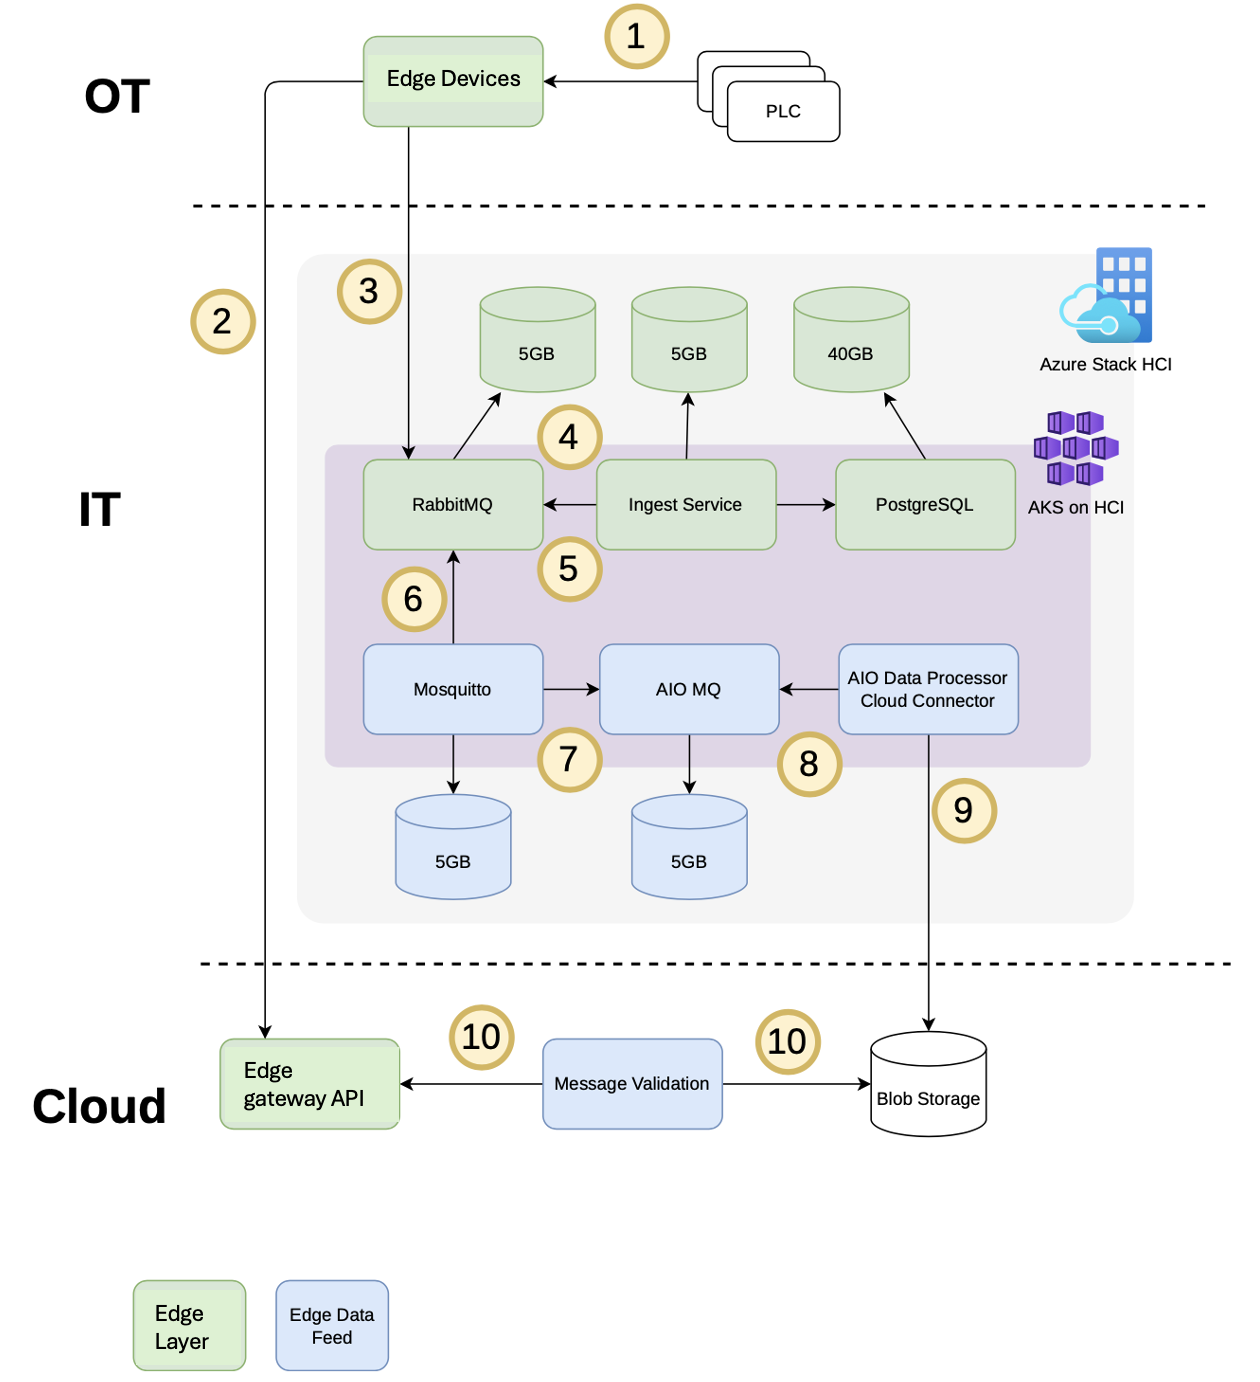 1
Edge Devices
OT
PLC
2
3
5GB
5GB
40GB
Azure Stack HCI
4
IT
RabbitMQ
Ingest Service
PostgreSQL
AKS on HCI
5
6
Mosquitto
AIO MQ
AIO Data Processor
Cloud Connector
7
8
9
5GB
5GB
10
10
Cloud
Edge
gateway API
Message Validation
Blob Storage
Edge
Layer
Edge Data
Feed